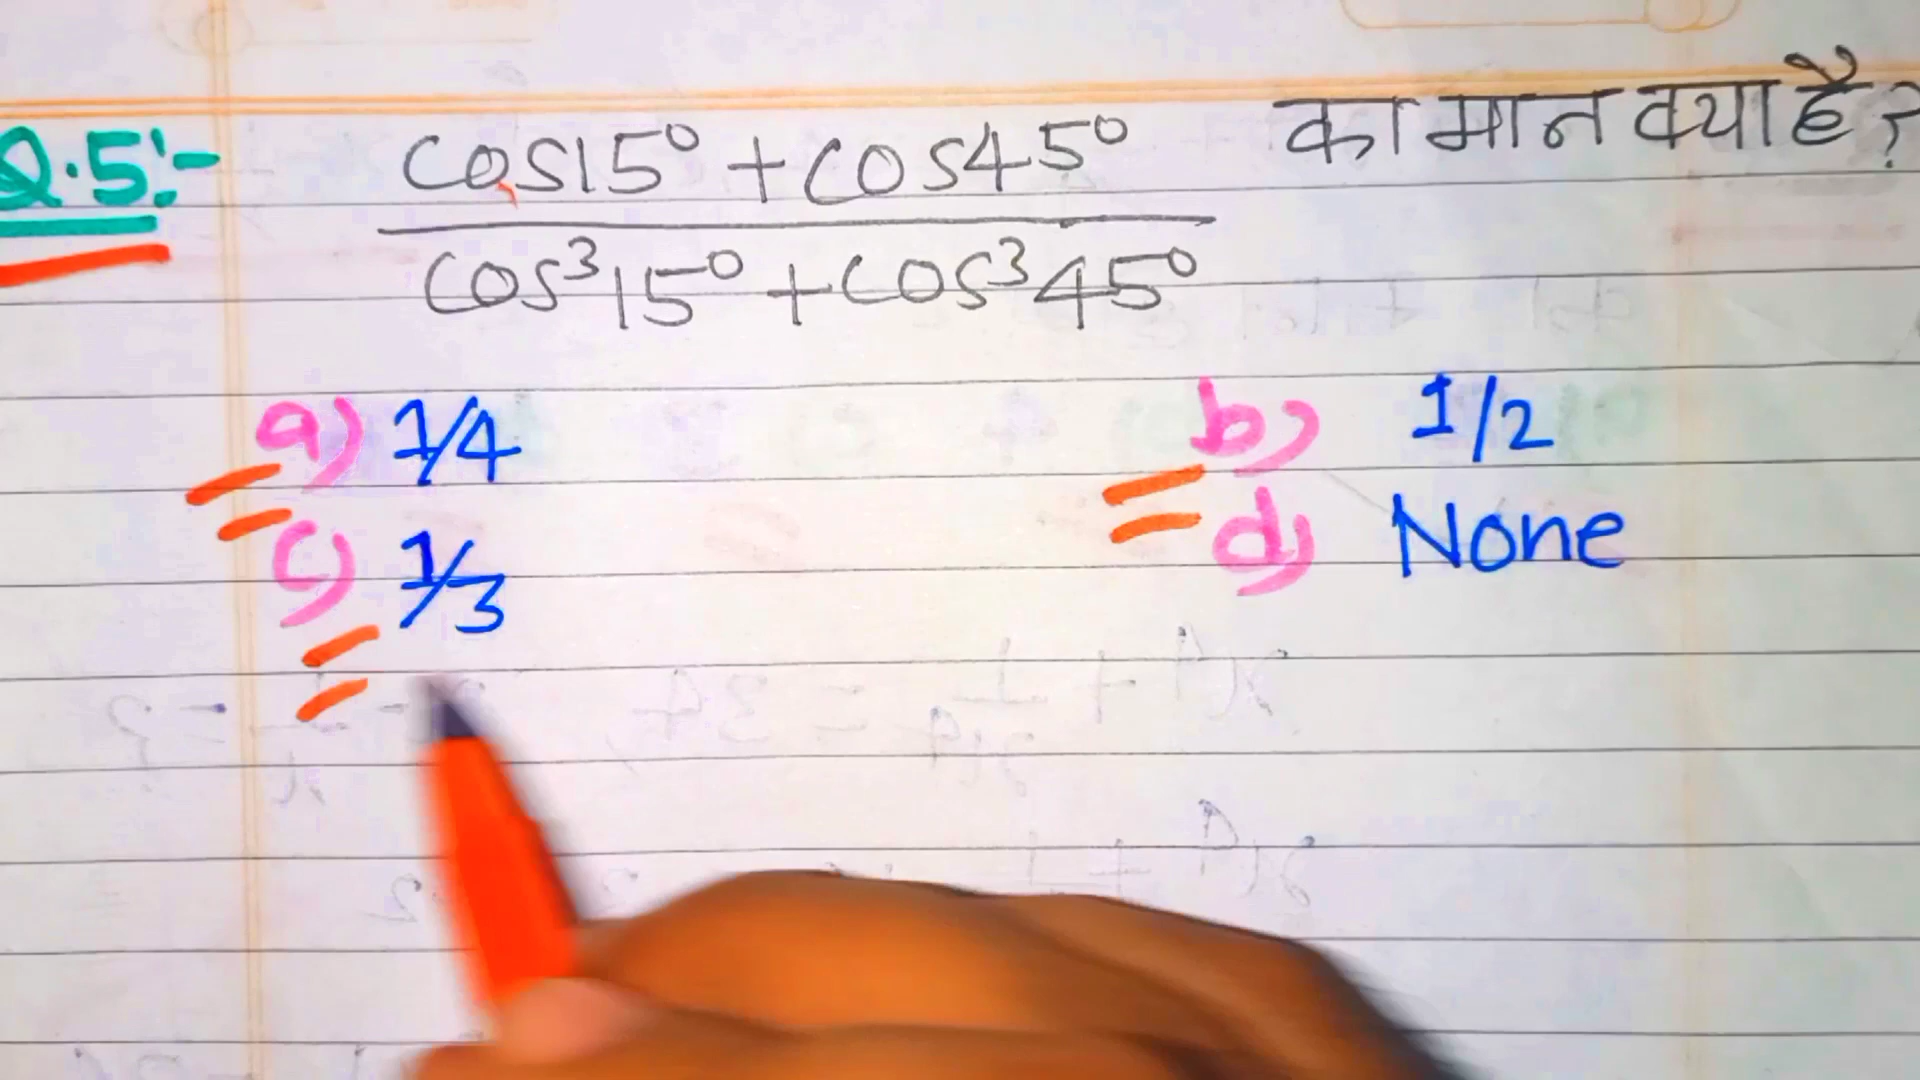 Q.5:- cos15° + cos45° का मान क्या है?
cos³15° + cos³45°
a) 1/4 b) 1/2
c) 1/3 d) None